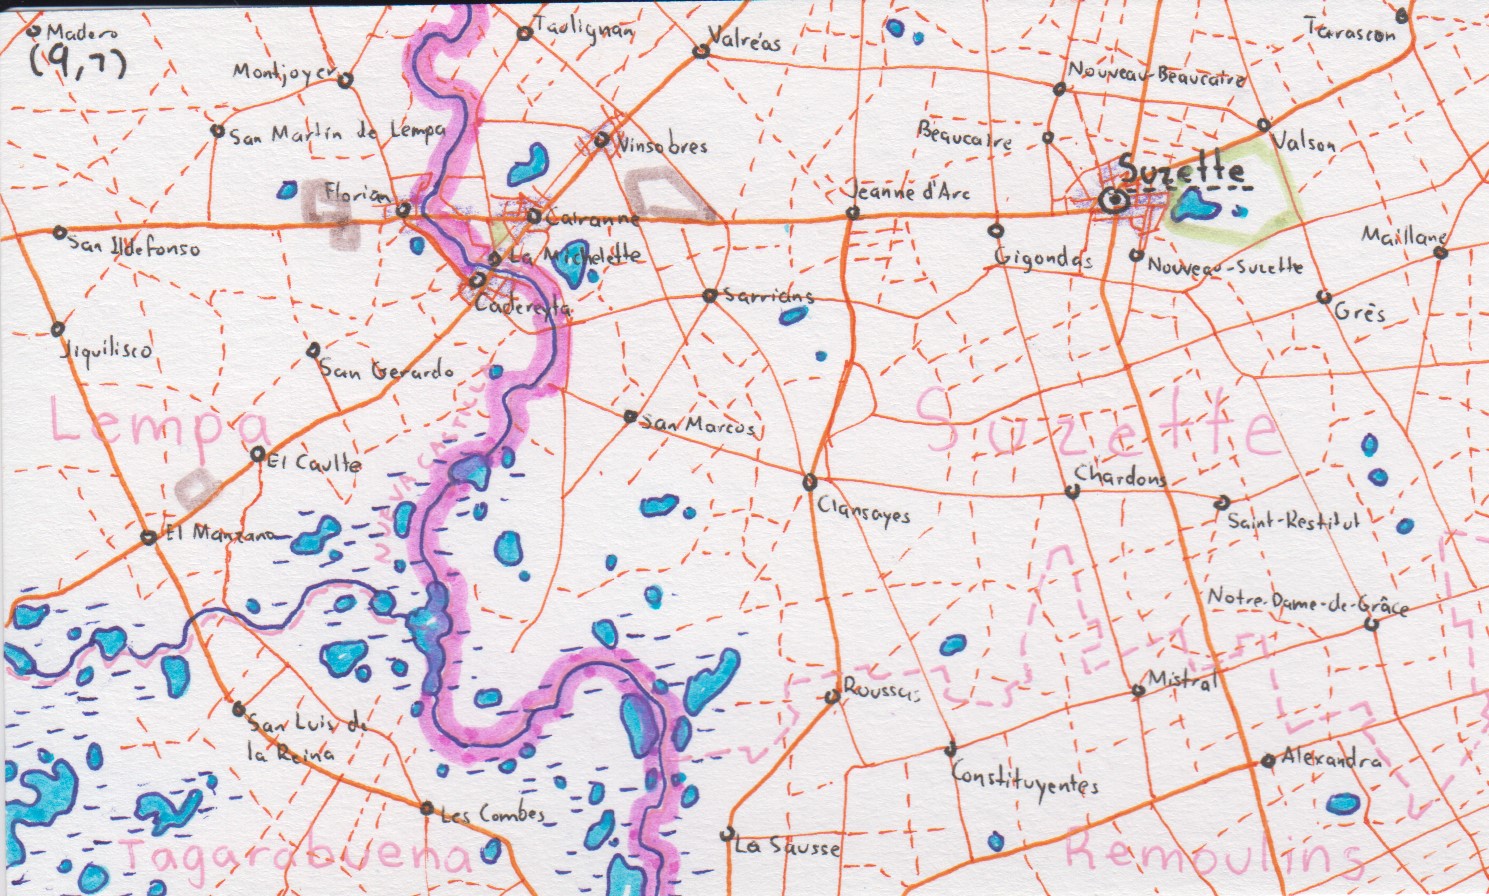 Madero
(9,7)
Taulignan
Valréas
Tarascon
Montjoyer
Nouveau-Beaucaire
San Martín de Lempa
Vinsobres
Beaucaire
Valson
Suzette
Florian
Cairanne
Jeanne d'Arc
San Ildefonso
La Michelette
Gigondas
Nouveau-Suzette
Maillane
Cadereyta
Sarrians
Grès
Jiquilisco
San Gerardo
Lempa
San Marcos
Suzette
El Caulte
Chardons
Clansayes
Saint-Restitut
El Manzano
Notre-Dame-de-Grâce
Roussas
Mistral
San Luis de
la Reina
Constituyentes
Alexandra
Les Combes
La Sausse
Tagarabuena
Remoulins